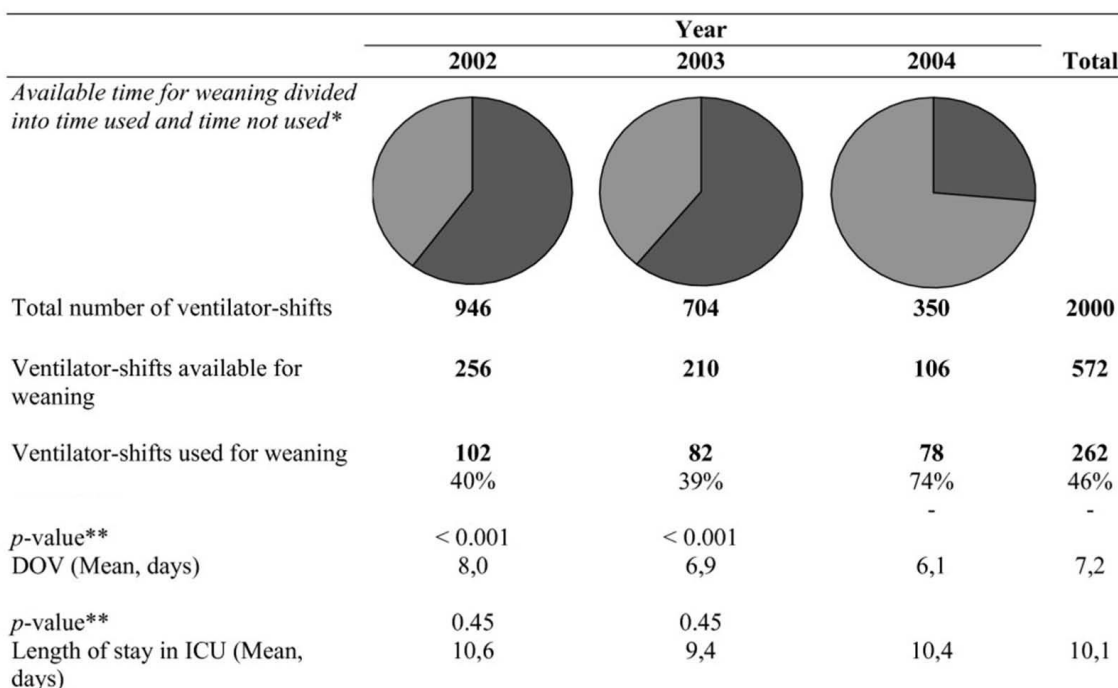 Year
2002 2003 2004 Total
Available time for weaning divided
into time used and time not used*
Total number of ventilator-shifts 946 704 350 2000
Ventilator-shifts available for 256 210 106 572
weaning
Ventilator-shifts used for weaning 102 82 78 262
40% 39% 74% 46%
- -
p-value** < 0.001 < 0.001
DOV (Mean, days) 8,0 6,9 6,1 7,2
p-value** 0.45 0.45
Length of stay in ICU (Mean, 10,6 9,4 10,4 10,1
days)